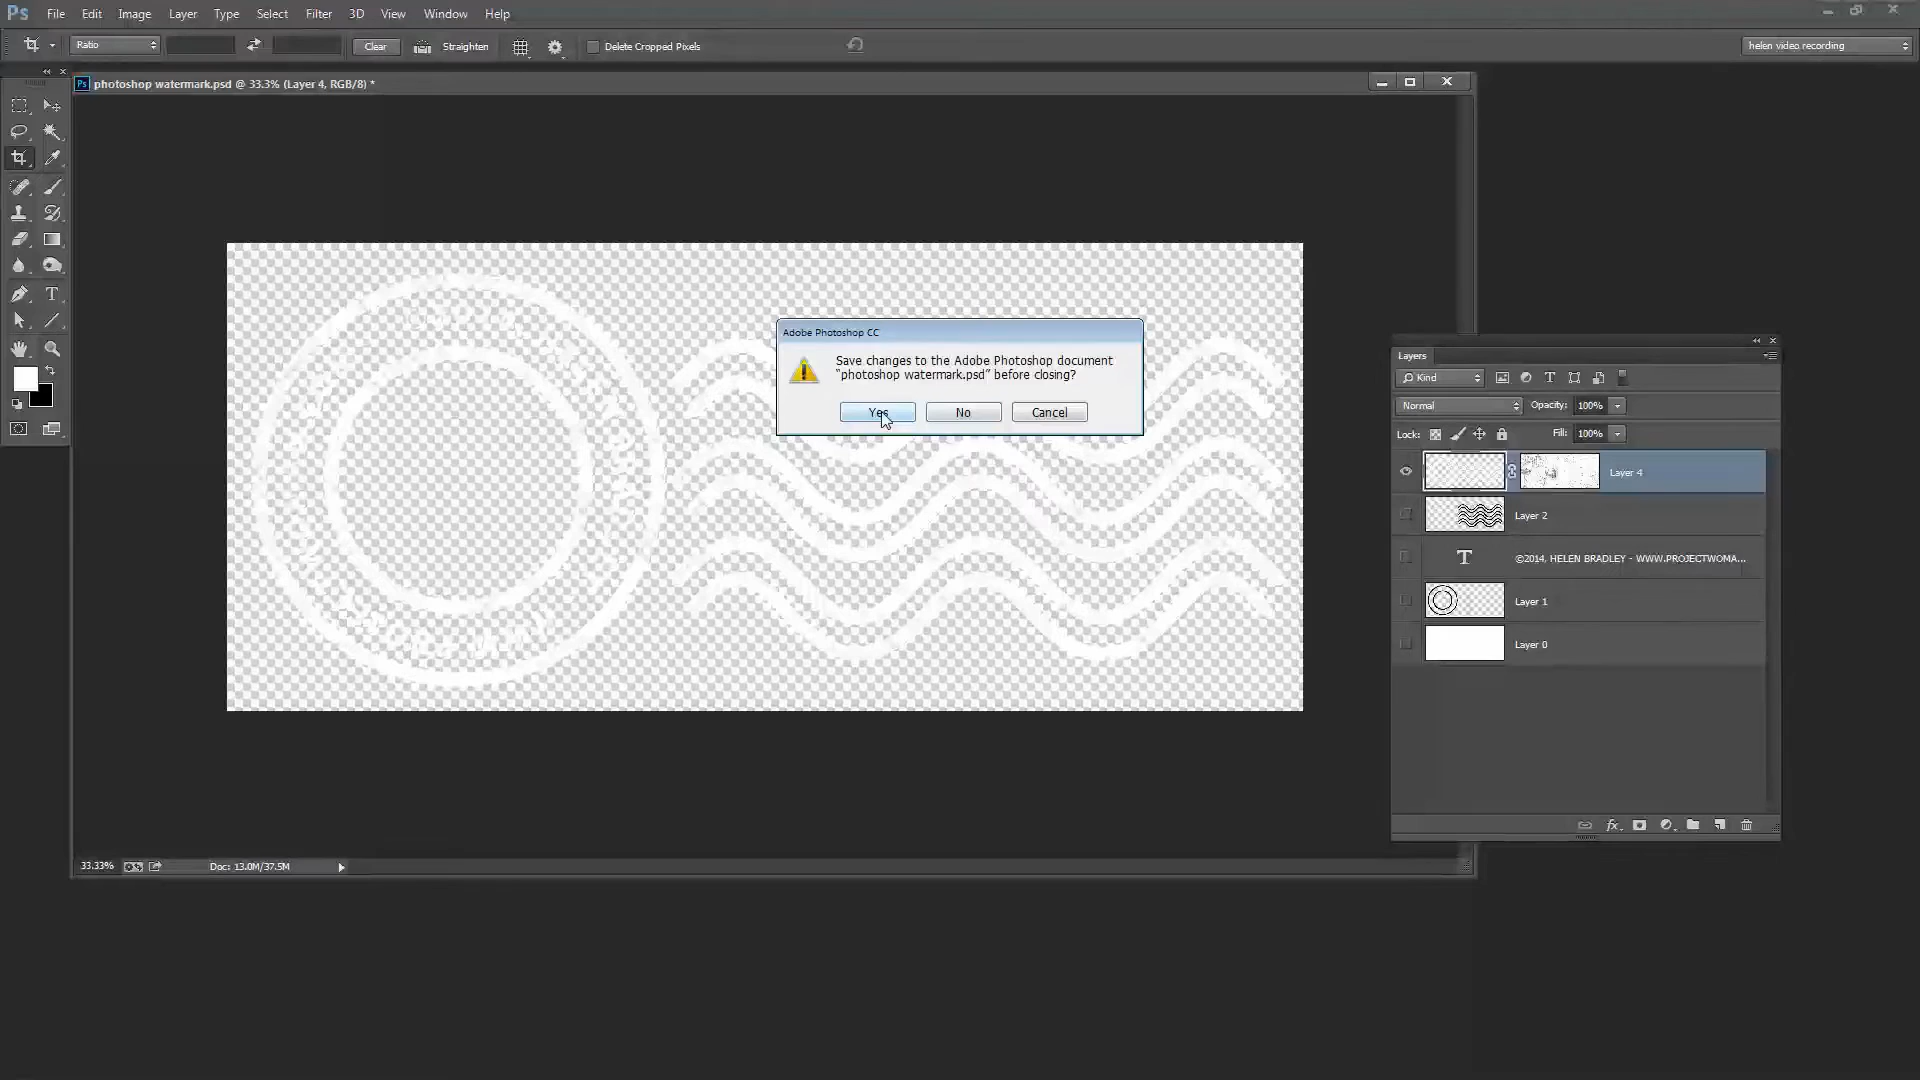 Ps File Edit Image Layer Type Select Filter 3D View Window Help
Ratio Clear Straighten Delete Cropped Pixels helen video recording
Ps photoshop watermark.psd @ 33.3% (Layer 4, RGB/8) *
Adobe Photoshop CC
Save changes to the Adobe Photoshop document
"photoshop watermark.psd" before closing?
Yes No Cancel
Layers
Kind
Normal Opacity: 100%
Lock: Fill: 100%
Layer 4
Layer 2
T ©2014, HELEN BRADLEY - WWW.PROJECTWOMA...
Layer 1
Layer 0
fx
33.33% Doc: 13.0M/37.5M